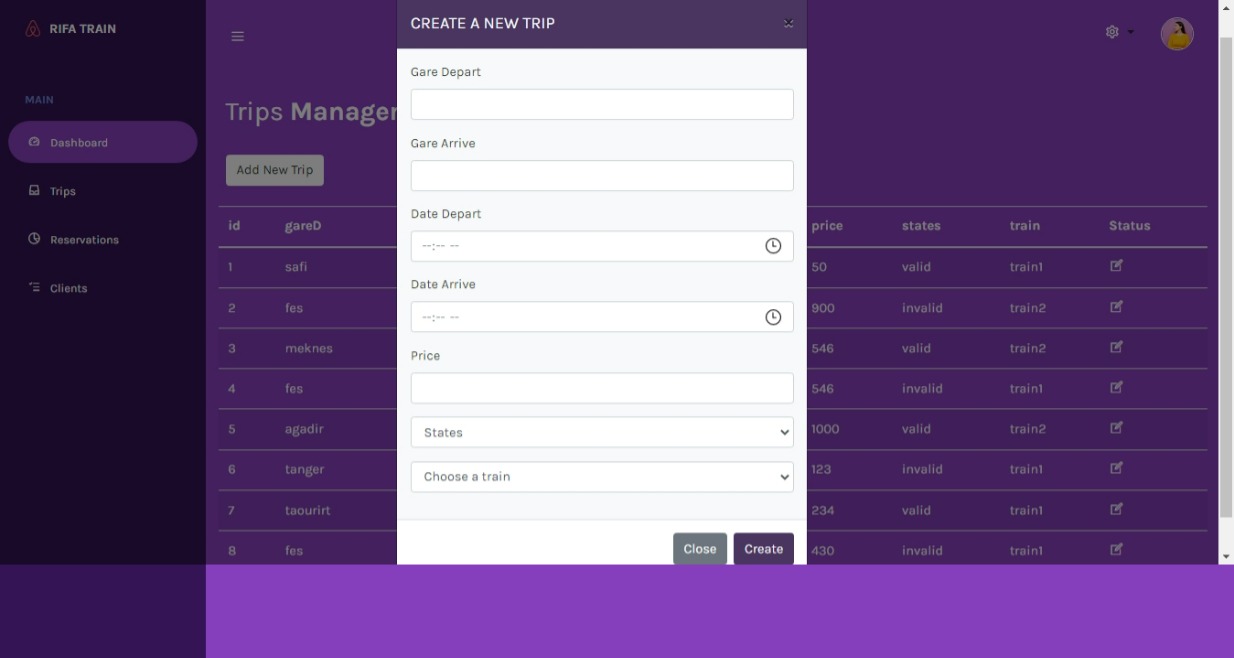 RIFA TRAIN
MAIN
Dashboard
Trips
Reservations
Clients
Trips Manager
Add New Trip
id gareD price states train Status
1 safi 50 valid train1
2 fes 900 invalid train2
3 meknes 546 valid train2
4 fes 546 invalid train1
5 agadir 1000 valid train2
6 tanger 123 invalid train1
7 taourirt 234 valid train1
8 fes 430 invalid train1
CREATE A NEW TRIP ×
Gare Depart
Gare Arrive
Date Depart
--:-- --
Date Arrive
--:-- --
Price
States
Choose a train
Close Create